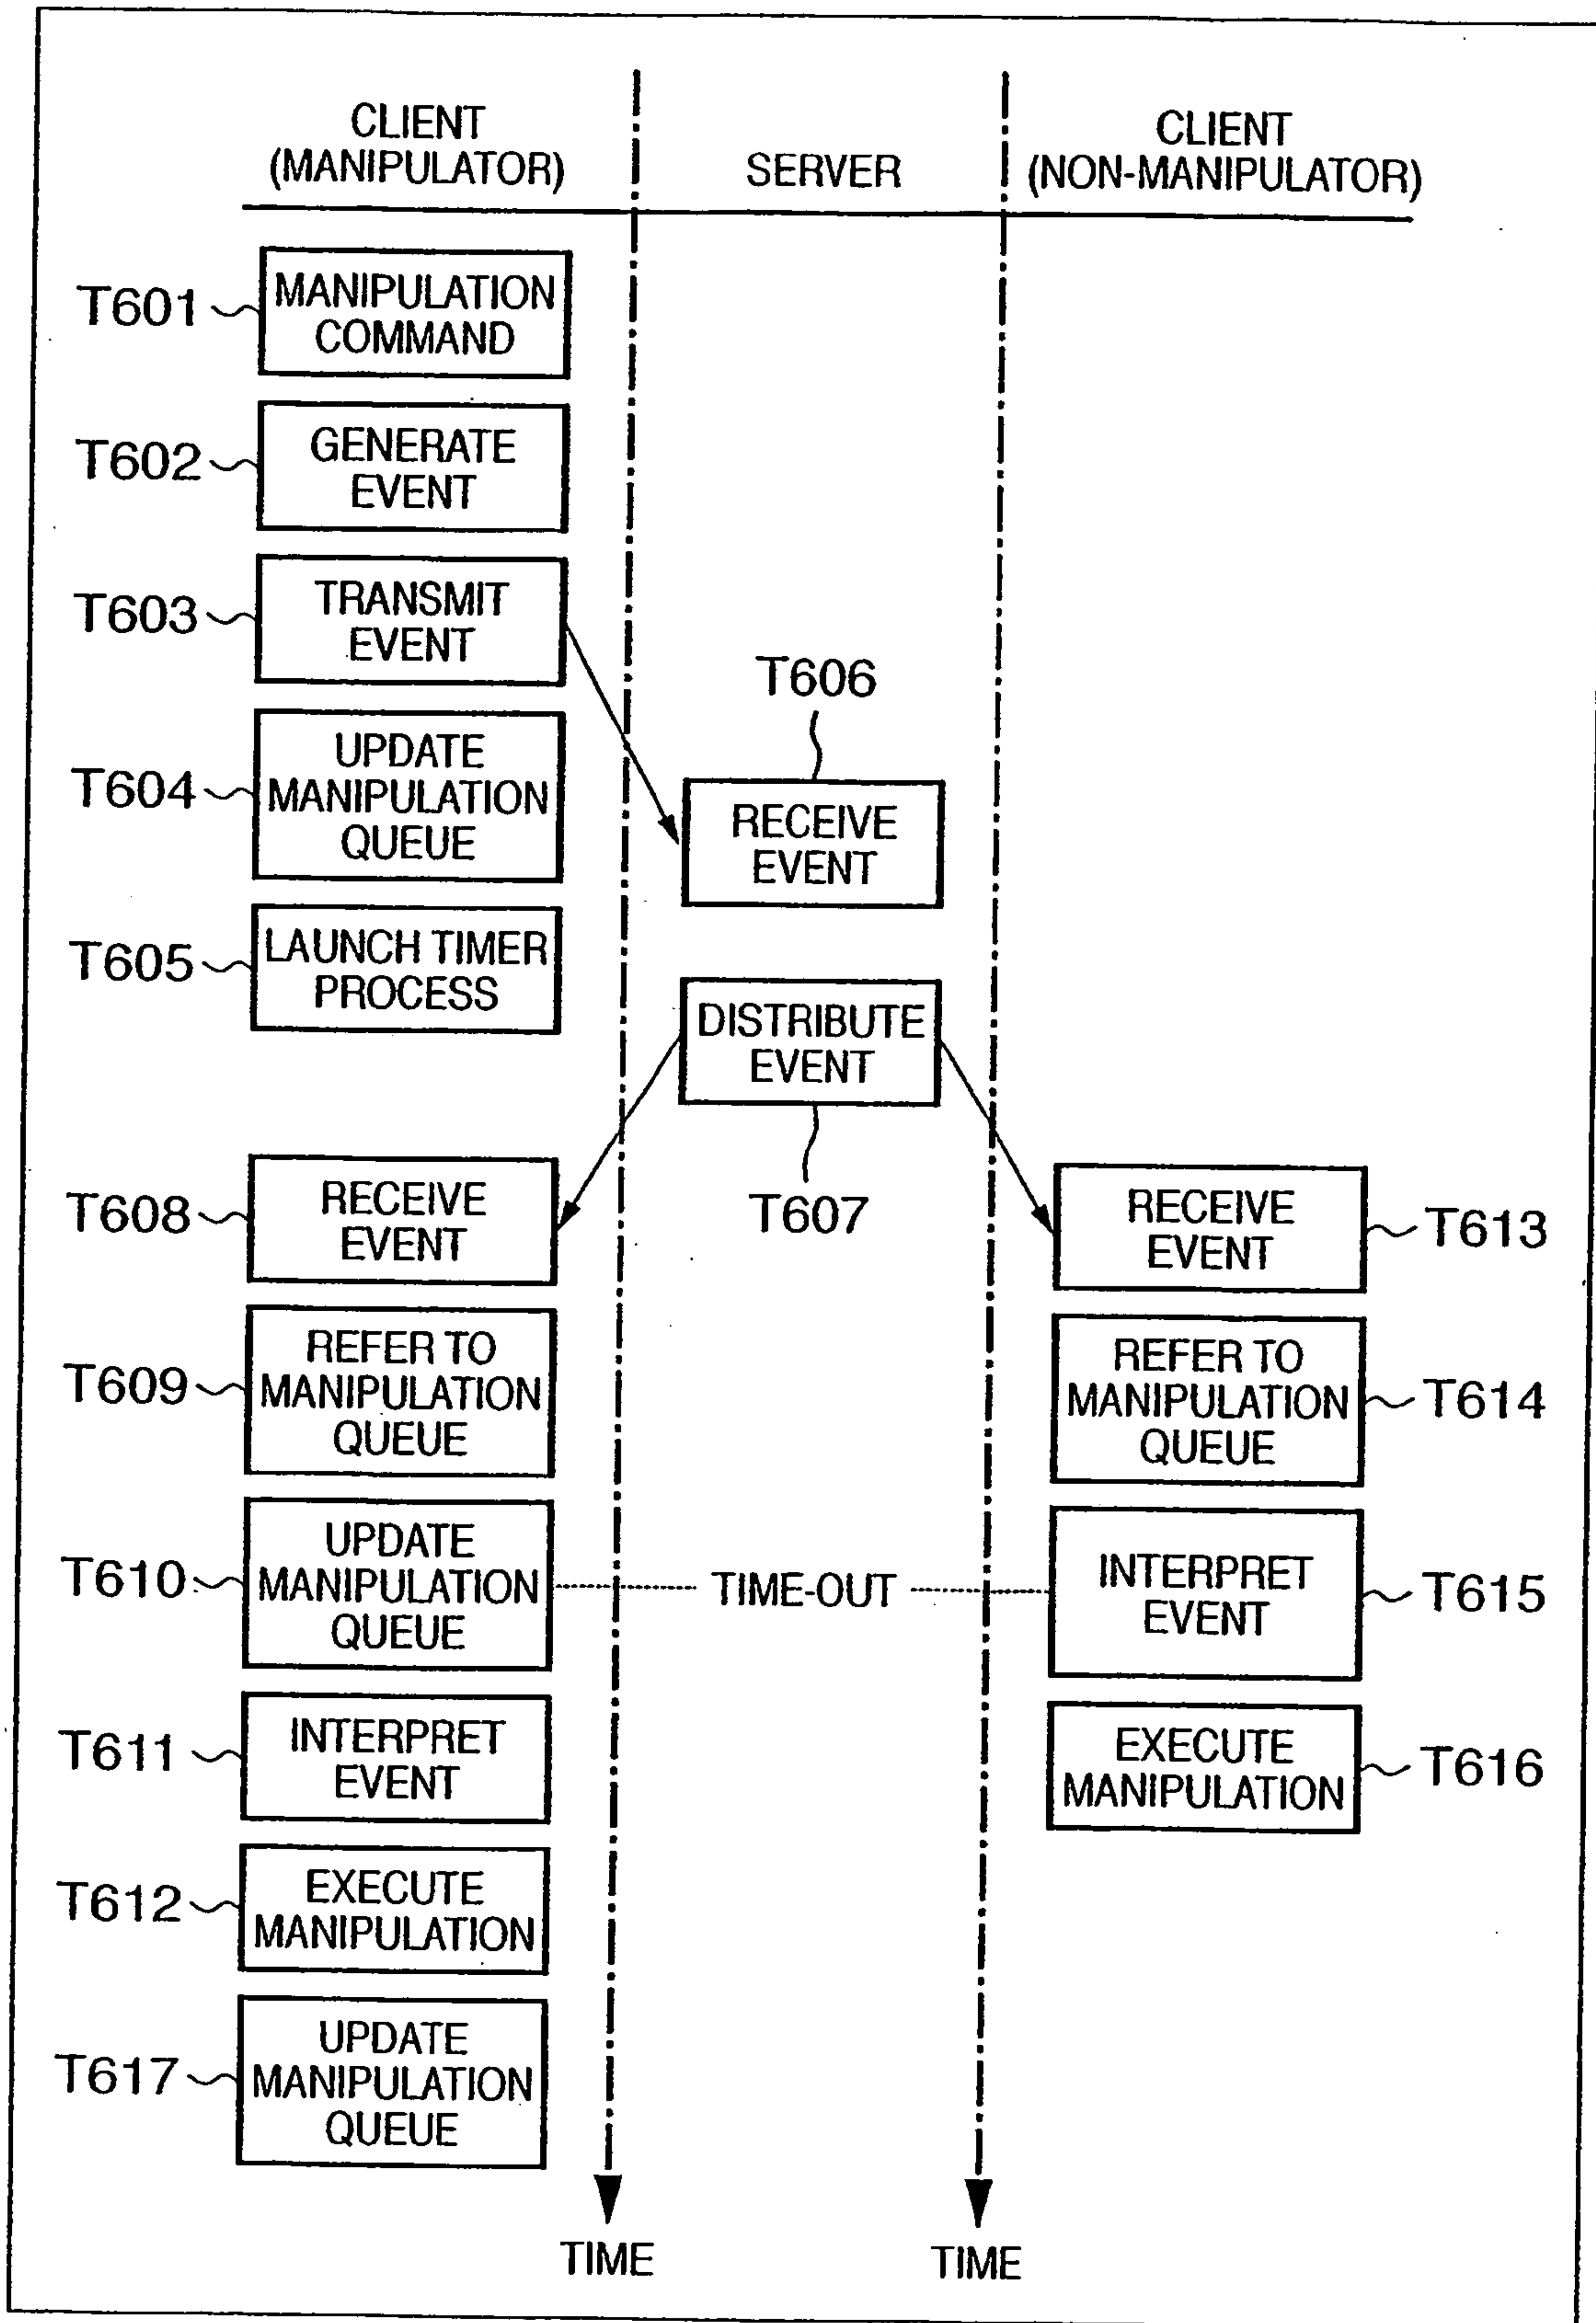 CLIENT
(MANIPULATOR)
SERVER
CLIENT
(NON-MANIPULATOR)
T601
MANIPULATION
COMMAND
T602
GENERATE
EVENT
T603
TRANSMIT
EVENT
T604
UPDATE
MANIPULATION
QUEUE
T605
LAUNCH TIMER
PROCESS
T606
RECEIVE
EVENT
DISTRIBUTE
EVENT
T607
T608
RECEIVE
EVENT
T609
REFER TO
MANIPULATION
QUEUE
T610
UPDATE
MANIPULATION
QUEUE
TIME-OUT
T611
INTERPRET
EVENT
T612
EXECUTE
MANIPULATION
T617
UPDATE
MANIPULATION
QUEUE
RECEIVE
EVENT
T613
REFER TO
MANIPULATION
QUEUE
T614
INTERPRET
EVENT
T615
EXECUTE
MANIPULATION
T616
TIME
TIME